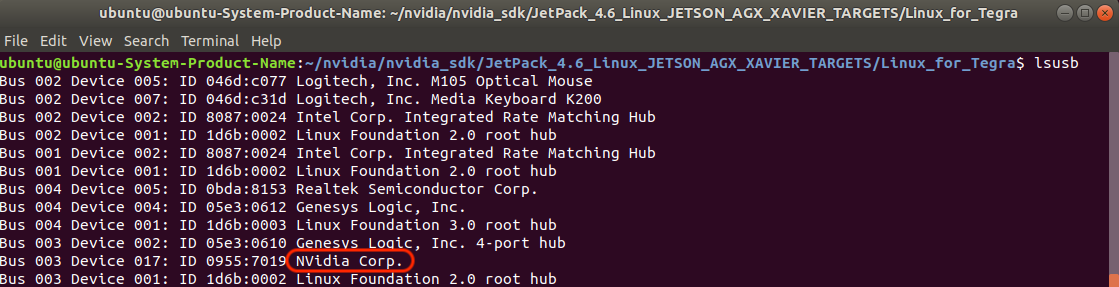 ubuntu@ubuntu-System-Product-Name: ~/nvidia/nvidia_sdk/JetPack_4.6_Linux_JETSON_AGX_XAVIER_TARGETS/Linux_for_Tegra
File Edit View Search Terminal Help
ubuntu@ubuntu-System-Product-Name:~/nvidia/nvidia_sdk/JetPack_4.6_Linux_JETSON_AGX_XAVIER_TARGETS/Linux_for_Tegra$ lsusb
Bus 002 Device 005: ID 046d:c077 Logitech, Inc. M105 Optical Mouse
Bus 002 Device 007: ID 046d:c31d Logitech, Inc. Media Keyboard K200
Bus 002 Device 002: ID 8087:0024 Intel Corp. Integrated Rate Matching Hub
Bus 002 Device 001: ID 1d6b:0002 Linux Foundation 2.0 root hub
Bus 001 Device 002: ID 8087:0024 Intel Corp. Integrated Rate Matching Hub
Bus 001 Device 001: ID 1d6b:0002 Linux Foundation 2.0 root hub
Bus 004 Device 005: ID 0bda:8153 Realtek Semiconductor Corp.
Bus 004 Device 004: ID 05e3:0612 Genesys Logic, Inc.
Bus 004 Device 001: ID 1d6b:0003 Linux Foundation 3.0 root hub
Bus 003 Device 002: ID 05e3:0610 Genesys Logic, Inc. 4-port hub
Bus 003 Device 017: ID 0955:7019 NVidia Corp.
Bus 003 Device 001: ID 1d6b:0002 Linux Foundation 2.0 root hub